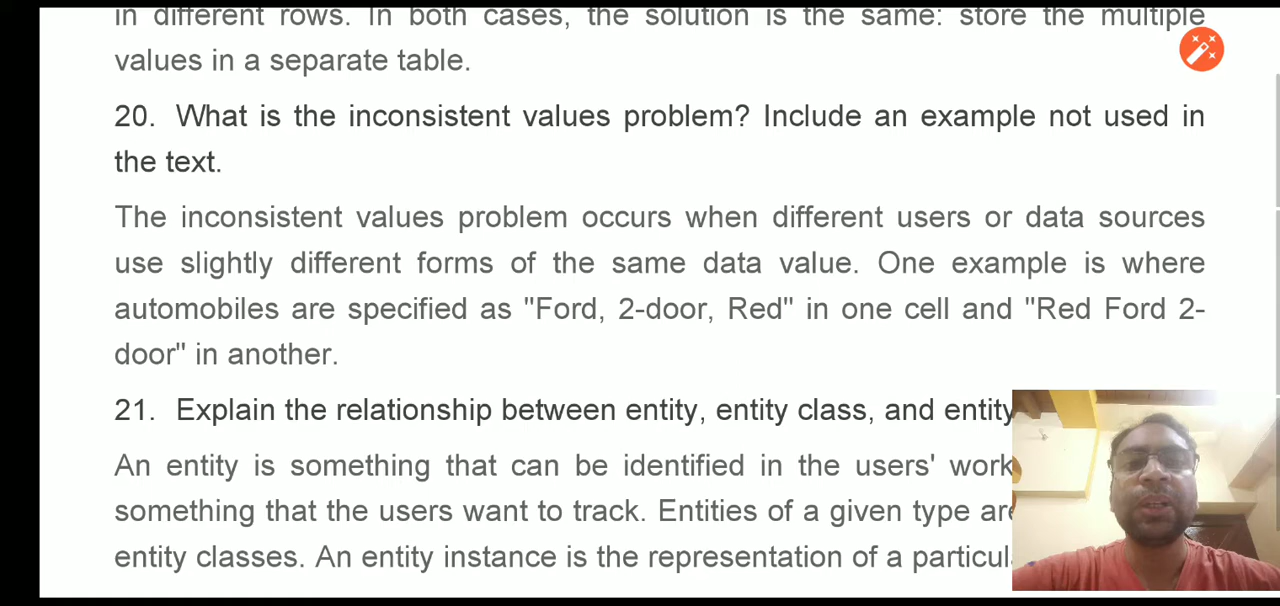 in different rows. In both cases, the solution is the same: store the multiple
values in a separate table.
20. What is the inconsistent values problem? Include an example not used in
the text.
The inconsistent values problem occurs when different users or data sources
use slightly different forms of the same data value. One example is where
automobiles are specified as "Ford, 2-door, Red" in one cell and "Red Ford 2-
door" in another.
21. Explain the relationship between entity, entity class, and entity
An entity is something that can be identified in the users' work
something that the users want to track. Entities of a given type are
entity classes. An entity instance is the representation of a